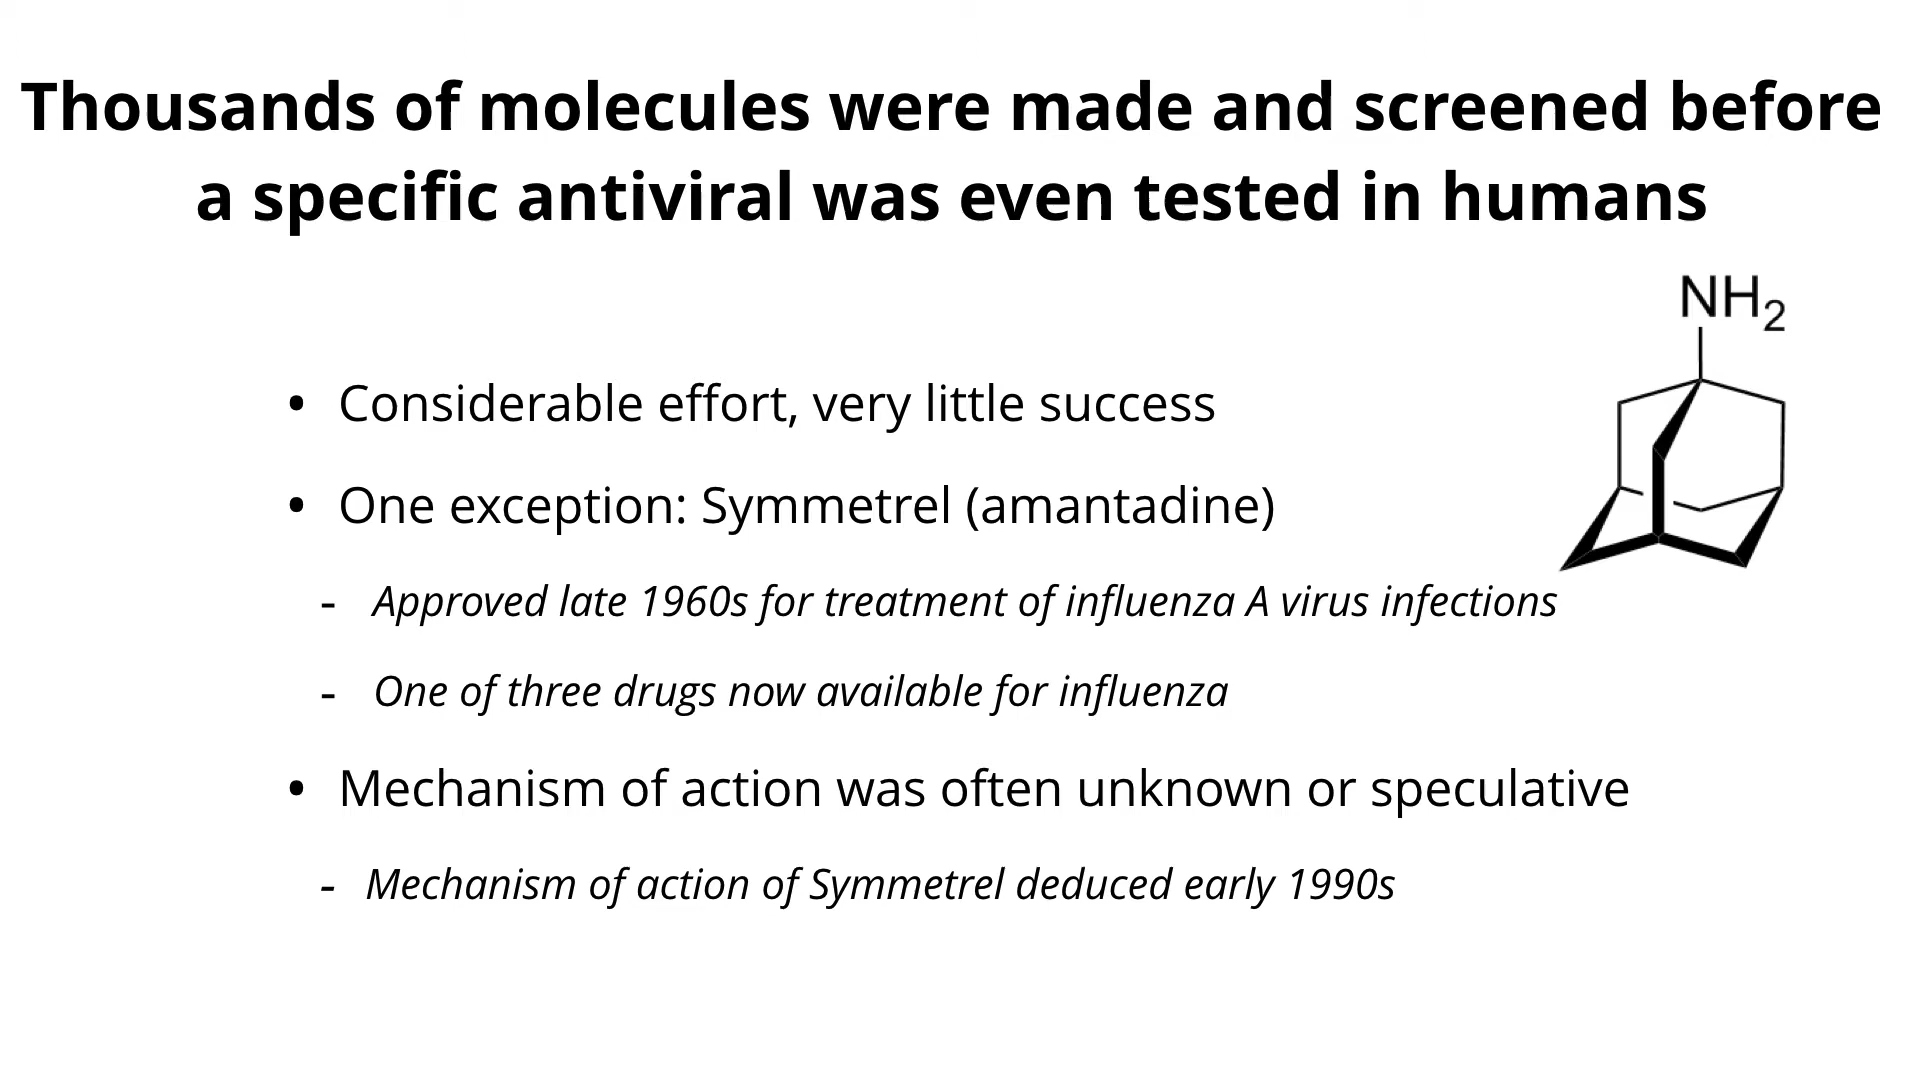 Thousands of molecules were made and screened before
a specific antiviral was even tested in humans
NH2
• Considerable effort, very little success
• One exception: Symmetrel (amantadine)
- Approved late 1960s for treatment of influenza A virus infections
- One of three drugs now available for influenza
• Mechanism of action was often unknown or speculative
- Mechanism of action of Symmetrel deduced early 1990s